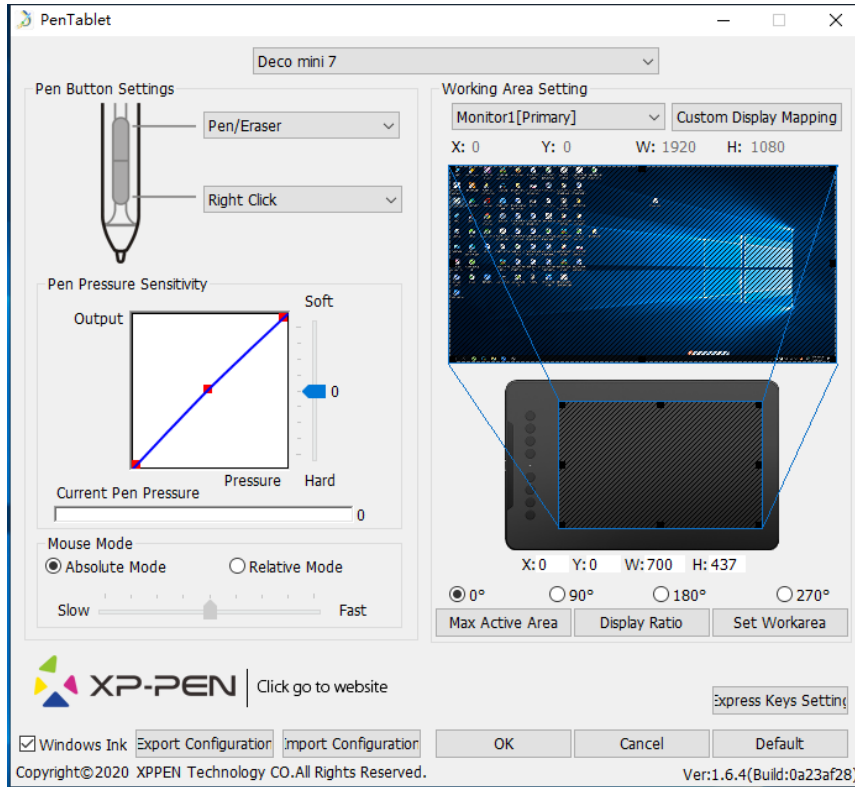 PenTablet
Deco mini 7
Pen Button Settings
Pen/Eraser
Right Click
Pen Pressure Sensitivity
Output
Soft
0
Hard
Pressure
Current Pen Pressure
0
Mouse Mode
Absolute Mode
Relative Mode
Slow
Fast
Working Area Setting
Monitor1[Primary]
Custom Display Mapping
X: 0 Y: 0 W: 1920 H: 1080
X: 0 Y: 0 W: 700 H: 437
0° 90° 180° 270°
Max Active Area
Display Ratio
Set Workarea
XP-PEN
Click go to website
Express Keys Setting
Windows Ink
Export Configuration
Import Configuration
OK
Cancel
Default
Copyright©2020 XPPEN Technology CO.All Rights Reserved.
Ver:1.6.4(Build:0a23af28)